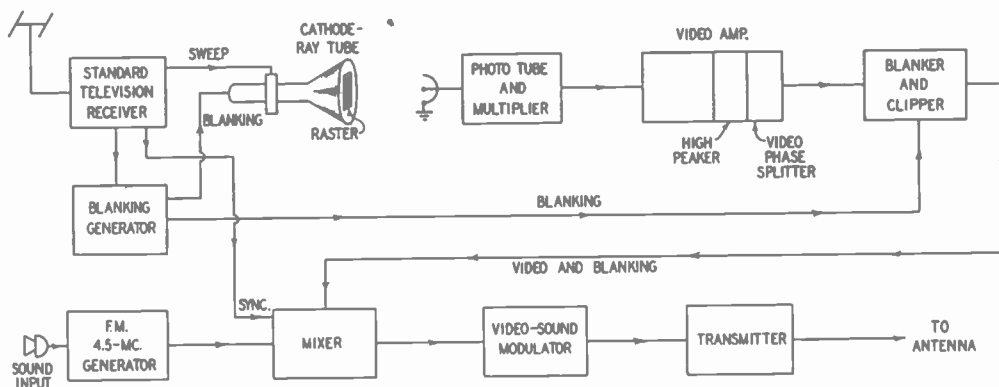 CATHODE-
RAY TUBE
SWEEP
STANDARD
TELEVISION
RECEIVER
BLANKING
RASTER
PHOTO TUBE
AND
MULTIPLIER
VIDEO AMP.
HIGH
PEAKER
VIDEO
PHASE
SPLITTER
BLANKER
AND
CLIPPER
BLANKING
GENERATOR
BLANKING
VIDEO AND BLANKING
SYNC.
F.M.
4.5-MC.
GENERATOR
SOUND
INPUT
MIXER
VIDEO-SOUND
MODULATOR
TRANSMITTER
TO
ANTENNA